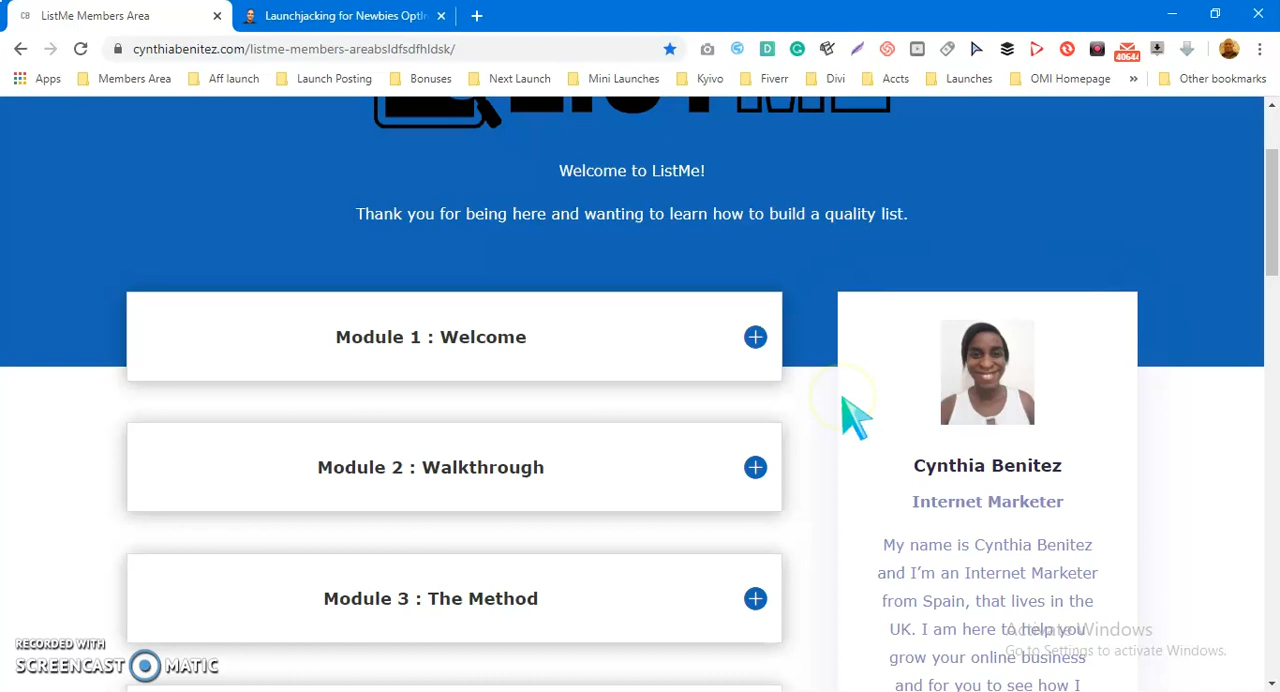 CB ListMe Members Area
Launchjacking for Newbies OptIn
cynthiabenitez.com/listme-members-areabsldfsdfhldsk/
4064
Apps Members Area Aff launch Launch Posting Bonuses Next Launch Mini Launches Kyivo Fiverr Divi Accts Launches OMI Homepage » Other bookmarks
LISTME
Welcome to ListMe!
Thank you for being here and wanting to learn how to build a quality list.
Module 1 : Welcome
Module 2 : Walkthrough
Module 3 : The Method
Cynthia Benitez
Internet Marketer
My name is Cynthia Benitez
and I’m an Internet Marketer
from Spain, that lives in the
UK. I am here to help you
grow your online business
and for you to see how I
Activate Windows
Go to Settings to activate Windows.
RECORDED WITH
SCREENCAST MATIC